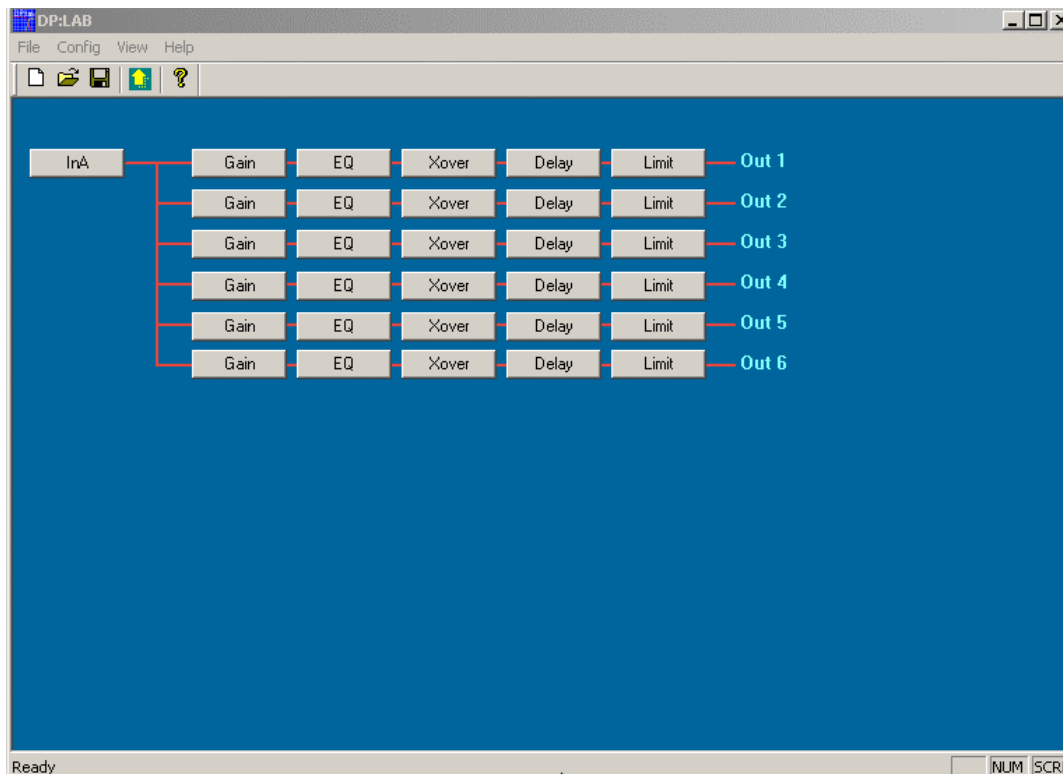 DP:LAB
File Config View Help
InA Gain EQ Xover Delay Limit Out 1
Gain EQ Xover Delay Limit Out 2
Gain EQ Xover Delay Limit Out 3
Gain EQ Xover Delay Limit Out 4
Gain EQ Xover Delay Limit Out 5
Gain EQ Xover Delay Limit Out 6
Ready NUM SCR